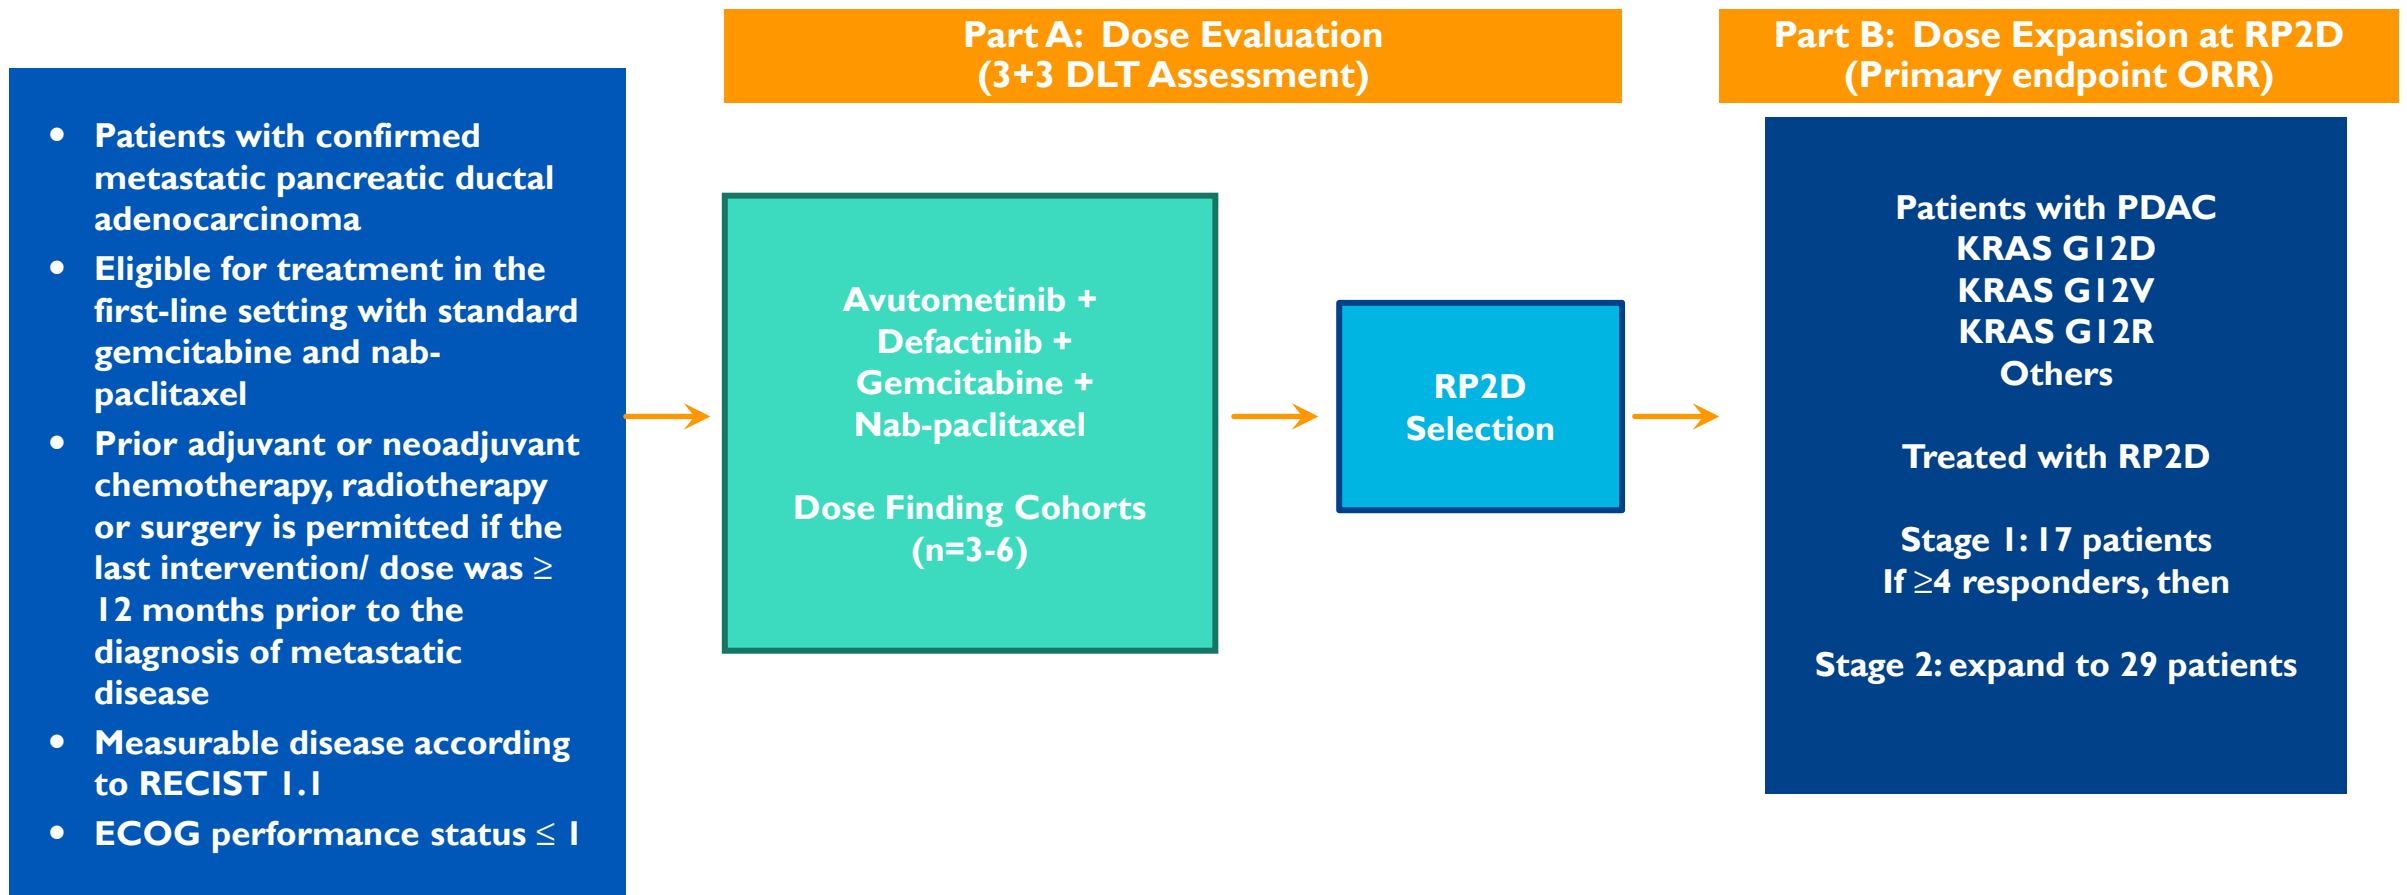 Part A: Dose Evaluation
(3+3 DLT Assessment)
Part B: Dose Expansion at RP2D
(Primary endpoint ORR)
• Patients with confirmed
metastatic pancreatic ductal
adenocarcinoma
• Eligible for treatment in the
first-line setting with standard
gemcitabine and nab-
paclitaxel
• Prior adjuvant or neoadjuvant
chemotherapy, radiotherapy
or surgery is permitted if the
last intervention/ dose was ≥
12 months prior to the
diagnosis of metastatic
disease
• Measurable disease according
to RECIST 1.1
• ECOG performance status ≤ 1
Avutometinib +
Defactinib +
Gemcitabine +
Nab-paclitaxel
Dose Finding Cohorts
(n=3-6)
RP2D
Selection
Patients with PDAC
KRAS G12D
KRAS G12V
KRAS G12R
Others
Treated with RP2D
Stage 1: 17 patients
If ≥4 responders, then
Stage 2: expand to 29 patients